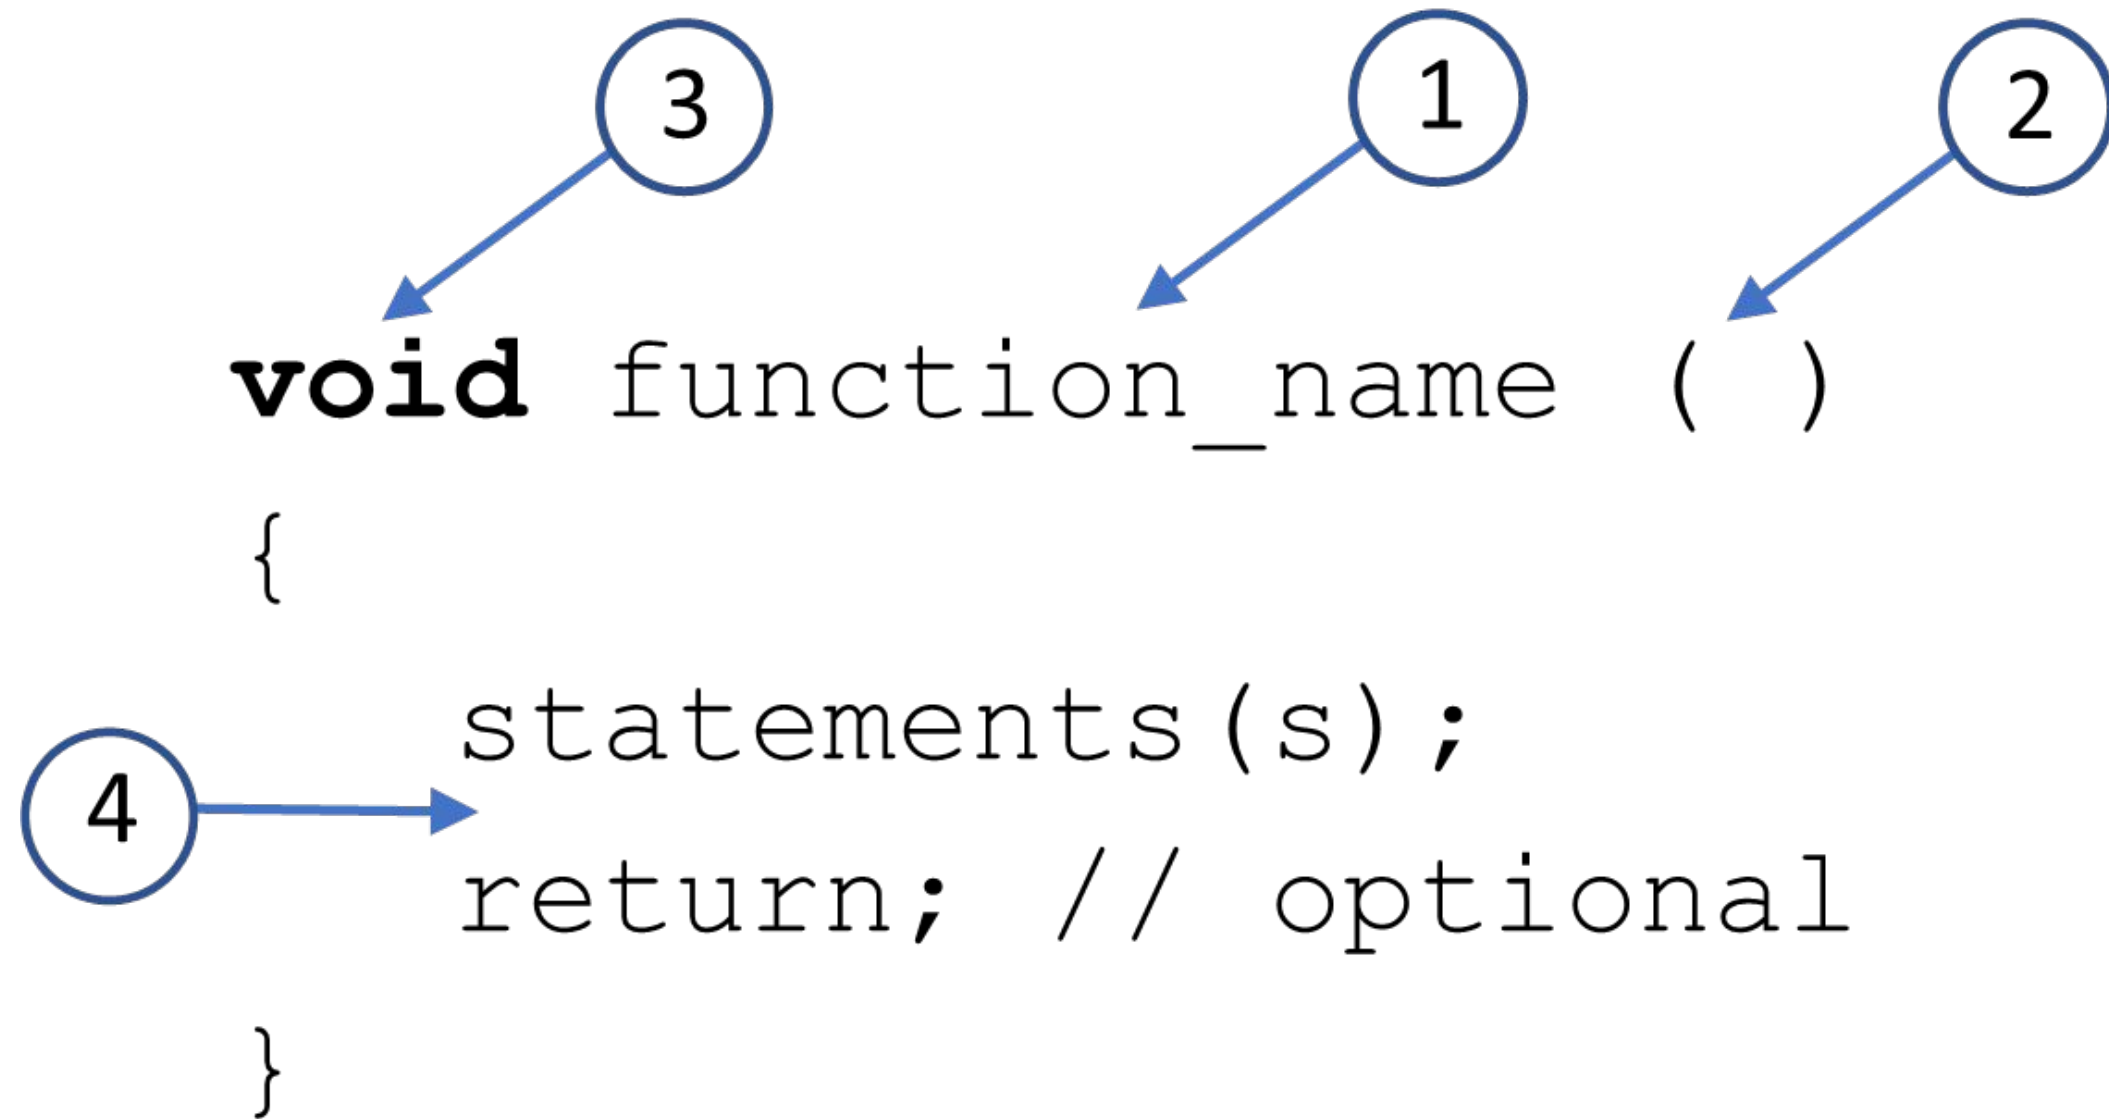 3 1 2
void function_name ( )
{
statements(s);
4
return; // optional
}